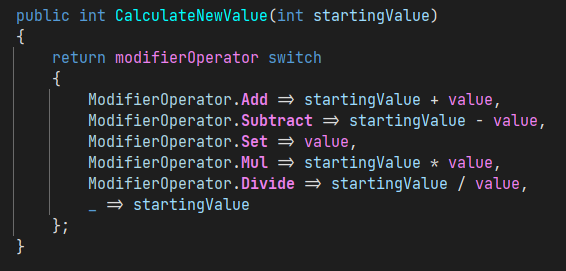 public int CalculateNewValue(int startingValue)
{
    return modifierOperator switch
    {
        ModifierOperator.Add => startingValue + value,
        ModifierOperator.Subtract => startingValue - value,
        ModifierOperator.Set => value,
        ModifierOperator.Mul => startingValue * value,
        ModifierOperator.Divide => startingValue / value,
        _ => startingValue
    };
}